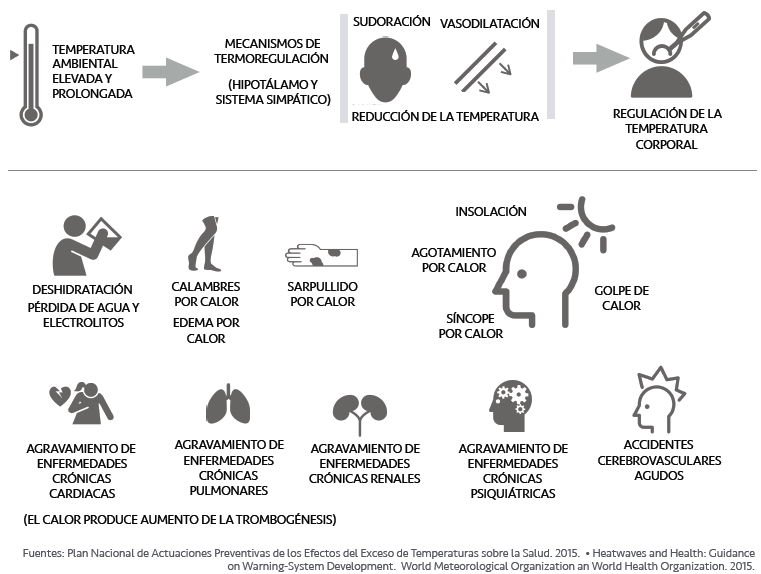 TEMPERATURA
AMBIENTAL
ELEVADA Y
PROLONGADA
MECANISMOS DE
TERMOREGULACIÓN
(HIPOTÁLAMO Y
SISTEMA SIMPÁTICO)
SUDORACIÓN
VASODILATACIÓN
REDUCCIÓN DE LA TEMPERATURA
REGULACIÓN DE LA
TEMPERATURA
CORPORAL
DESHIDRATACIÓN
PÉRDIDA DE AGUA Y
ELECTROLITOS
CALAMBRES
POR CALOR
EDEMA POR
CALOR
SARPULLIDO
POR CALOR
INSOLACIÓN
AGOTAMIENTO
POR CALOR
SÍNCOPE
POR CALOR
GOLPE DE
CALOR
AGRAVAMIENTO DE
ENFERMEDADES
CRÓNICAS
CARDIACAS
AGRAVAMIENTO DE
ENFERMEDADES
CRÓNICAS
PULMONARES
AGRAVAMIENTO DE
ENFERMEDADES
CRÓNICAS RENALES
AGRAVAMIENTO DE
ENFERMEDADES
CRÓNICAS
PSIQUIÁTRICAS
ACCIDENTES
CEREBROVASCULARES
AGUDOS
(EL CALOR PRODUCE AUMENTO DE LA TROMBOGÉNESIS)
Fuentes: Plan Nacional de Actuaciones Preventivas de los Efectos del Exceso de Temperaturas sobre la Salud. 2015. • Heatwaves and Health: Guidance
on Warning-System Development. World Meteorological Organization an World Health Organization. 2015.